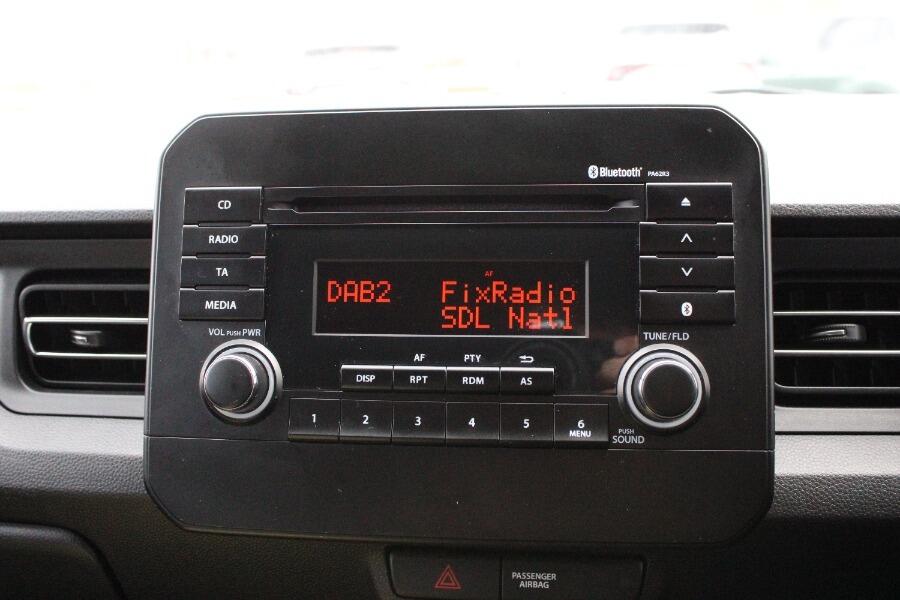 Bluetooth® PA62R3
CD
RADIO
TA
MEDIA
AF
DAB2 FixRadio
SDL Natl
VOL PUSH PWR
TUNE/FLD
AF PTY
DISP RPT RDM AS
1 2 3 4 5 6
MENU
PUSH
SOUND
PASSENGER
AIRBAG